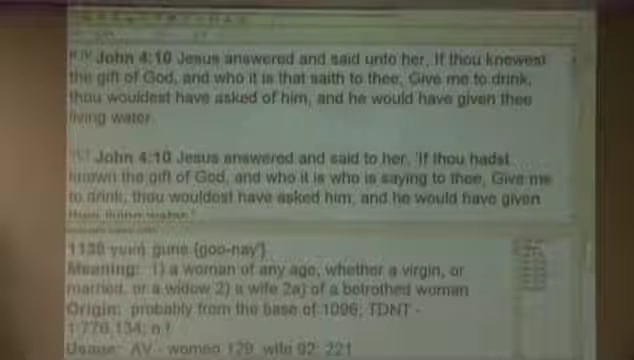 KJV John 4:10 Jesus answered and said unto her, If thou knewest
the gift of God, and who it is that saith to thee, Give me to drink;
thou wouldest have asked of him, and he would have given thee
living water.
John 4:10 Jesus answered and said to her, 'If thou hadst
known the gift of God, and who it is who is saying to thee, Give me
to drink, thou wouldest have asked him, and he would have given
thee living water.'
1135 γυνή gune {goo-nay'}
Meaning: 1) a woman of any age, whether a virgin, or
married, or a widow 2) a wife 2a) of a betrothed woman
Origin: probably from the base of 1096; TDNT -
1:776,134; n f
Usage: AV - women 129, wife 92; 221